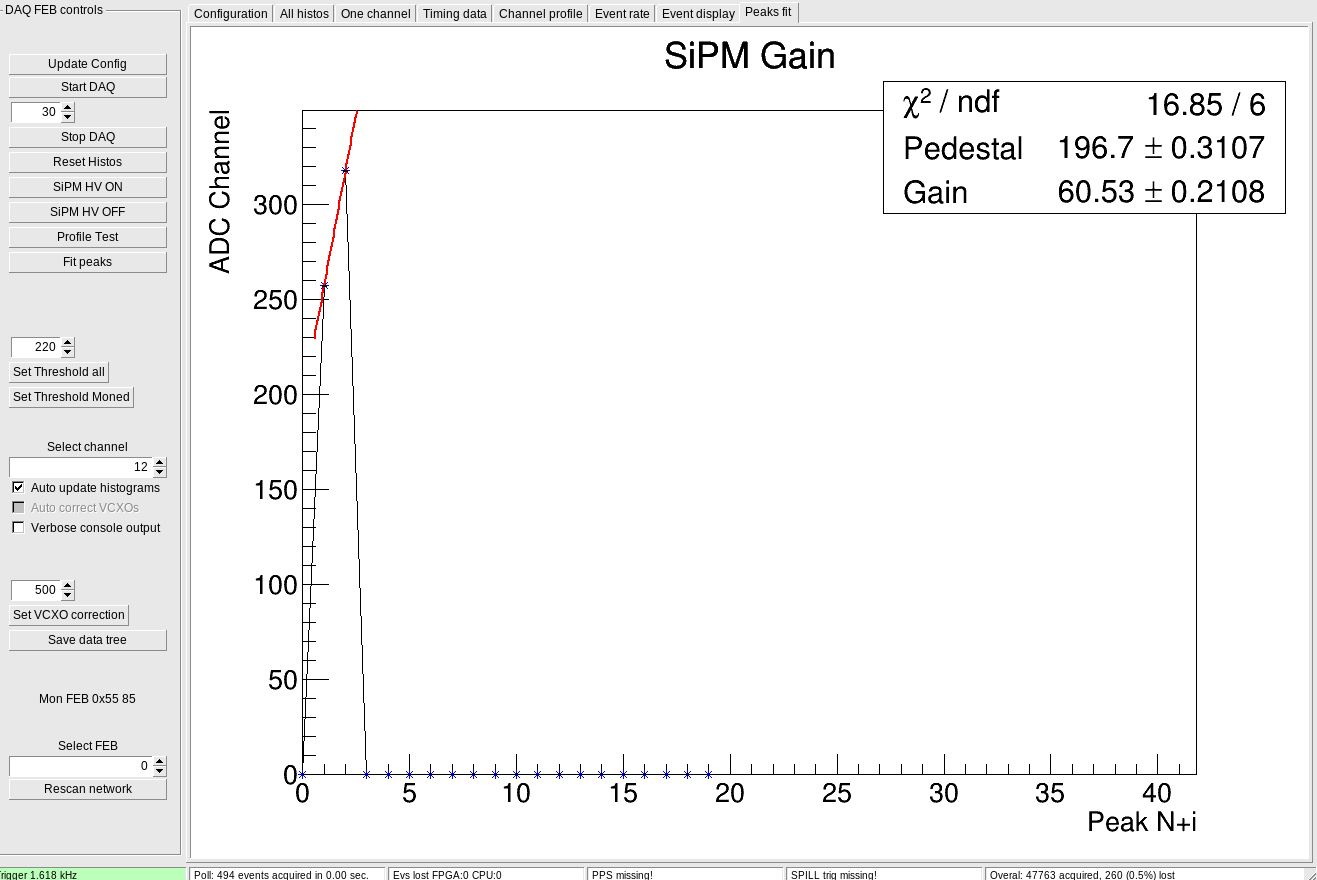 DAQ FEB controls
Update Config
Start DAQ
30
Stop DAQ
Reset Histos
SiPM HV ON
SiPM HV OFF
Profile Test
Fit peaks
220
Set Threshold all
Set Threshold Moned
Select channel
12
Auto update histograms
Auto correct VCXOs
Verbose console output
500
Set VCXO correction
Save data tree
Mon FEB 0x55 85
Select FEB
0
Rescan network
Configuration All histos One channel Timing data Channel profile Event rate Event display Peaks fit
SiPM Gain
χ² / ndf 16.85 / 6
Pedestal 196.7 ± 0.3107
Gain 60.53 ± 0.2108
ADC Channel
300
250
200
150
100
50
0
0 5 10 15 20 25 30 35 40
Peak N+i
Trigger 1.618 kHz Poll: 494 events acquired in 0.00 sec. Evs lost FPGA:0 CPU:0 PPS missing! SPILL trig missing! Overal: 47763 acquired, 260 (0.5%) lost